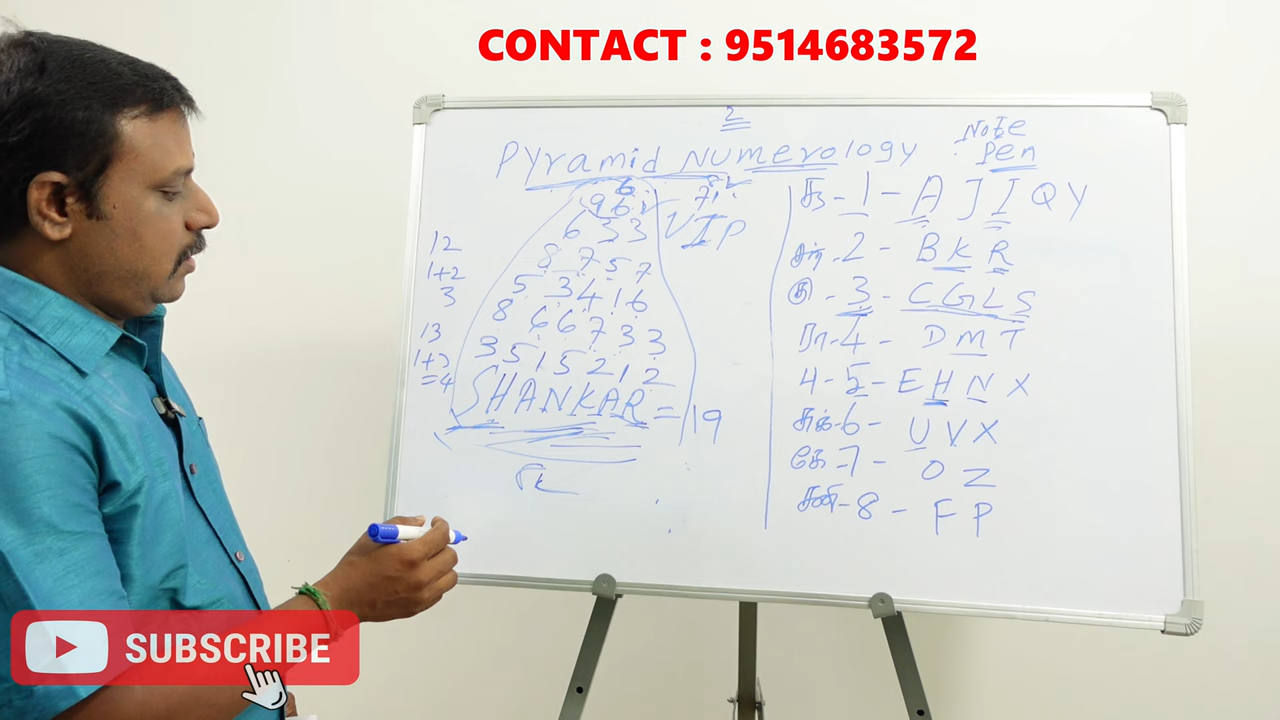 CONTACT : 9514683572
2
Pyramid Numerology
Note
Pen
6
9 6
6 3 3
VIP
8 7 5 7
5 3 4 1 6
8 6 6 7 3 3
3 5 1 5 2 1 2
SHANKAR = 19
12
1+2
3
13
1+3
=4
1 - A J I Q Y
2 - B K R
3 - C G L S
4 - D M T
5 - E H N X
6 - U V X
7 - O Z
சனி - 8 - F P
SUBSCRIBE